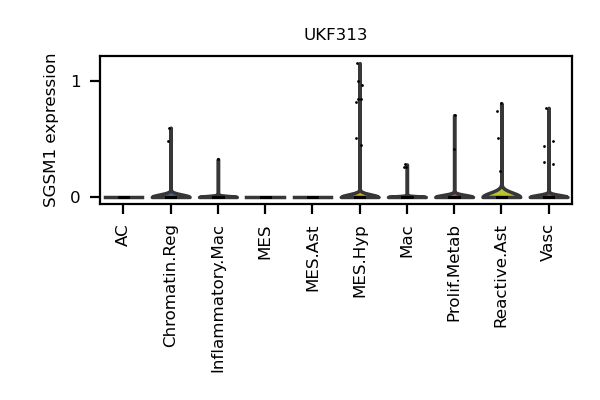 UKF313
SGSM1 expression
1
0
AC
Chromatin.Reg
Inflammatory.Mac
MES
MES.Ast
MES.Hyp
Mac
Prolif.Metab
Reactive.Ast
Vasc